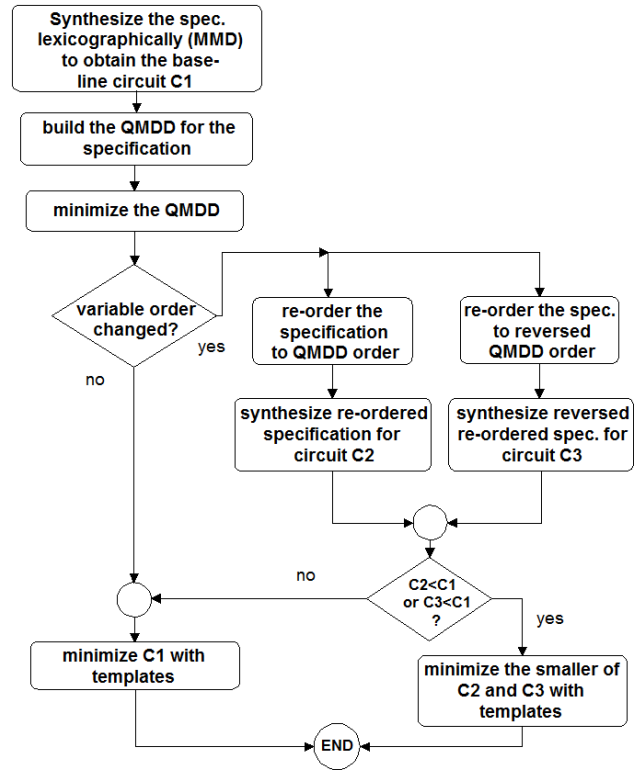 Synthesize the spec.
lexicographically (MMD)
to obtain the base-
line circuit C1
build the QMDD for the
specification
minimize the QMDD
variable order
changed?
yes
no
re-order the
specification
to QMDD order
re-order the spec.
to reversed
QMDD order
synthesize re-ordered
specification for
circuit C2
synthesize reversed
re-ordered spec. for
circuit C3
C2<C1
or C3<C1
?
no
yes
minimize C1 with
templates
minimize the smaller of
C2 and C3 with
templates
END